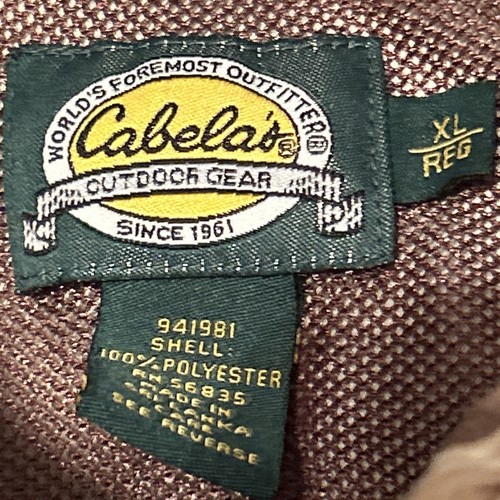 WORLD'S FOREMOST OUTFITTER®
Cabela's®
OUTDOOR GEAR
SINCE 1961
XL
REG
941981
SHELL:
100% POLYESTER
RN 56835
MADE IN
SRI LANKA
CARE
SEE REVERSE